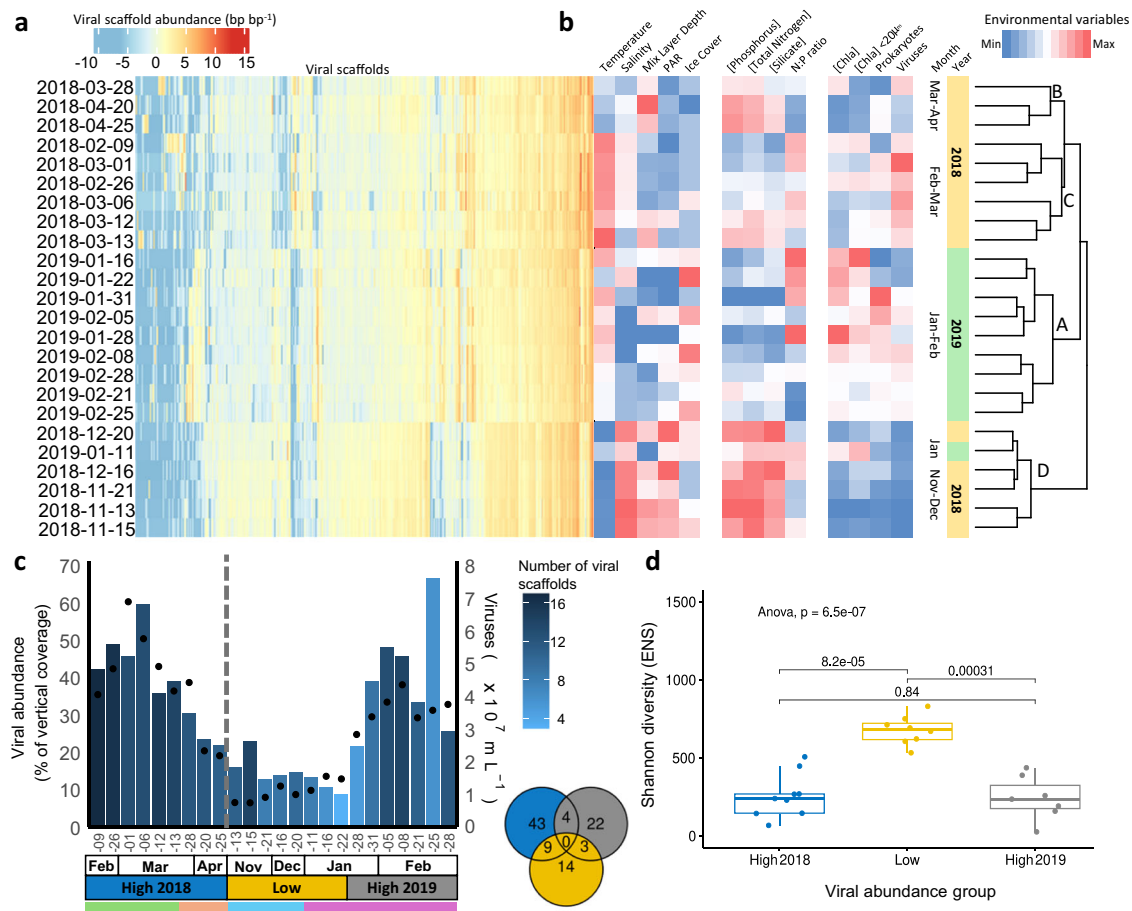 a
Viral scaffold abundance (bp bp⁻¹)
-10 -5 0 5 10 15
Viral scaffolds
2018-03-28
2018-04-20
2018-04-25
2018-02-09
2018-03-01
2018-02-26
2018-03-06
2018-03-12
2018-03-13
2019-01-16
2019-01-22
2019-01-31
2019-02-05
2019-01-28
2019-02-08
2019-02-28
2019-02-21
2019-02-25
2018-12-20
2019-01-11
2018-12-16
2018-11-21
2018-11-13
2018-11-15
b
Temperature
Salinity
Mix Layer Depth
PAR
Ice Cover
[Phosphorus]
[Total Nitrogen]
[Silicate]
N:P ratio
[Chla]
[Chla] <20µm
Prokaryotes
Viruses
Month
Year
Environmental variables
Min Max
Mar-Apr
Feb-Mar
Jan-Feb
Jan
Nov-Dec
2018
2019
2018
B
C
A
D
c
Viral abundance
(% of vertical coverage)
70
60
50
40
30
20
10
0
8
7
6
5
4
3
2
1
0
Viruses ( x 10⁷ m L⁻¹)
Number of viral
scaffolds
16
12
8
4
-09 -26 -01 -06 -12 -13 -28 -20 -25 -13 -15 -21 -16 -20 -11 -16 -22 -28 -31 -05 -08 -21 -25 -28
Feb Mar Apr Nov Dec Jan Feb
High 2018 Low High 2019
43 4 22
9 0 3
14
d
Shannon diversity (ENS)
1500
1000
500
0
Anova, p = 6.5e-07
8.2e-05
0.00031
0.84
High 2018 Low High 2019
Viral abundance group